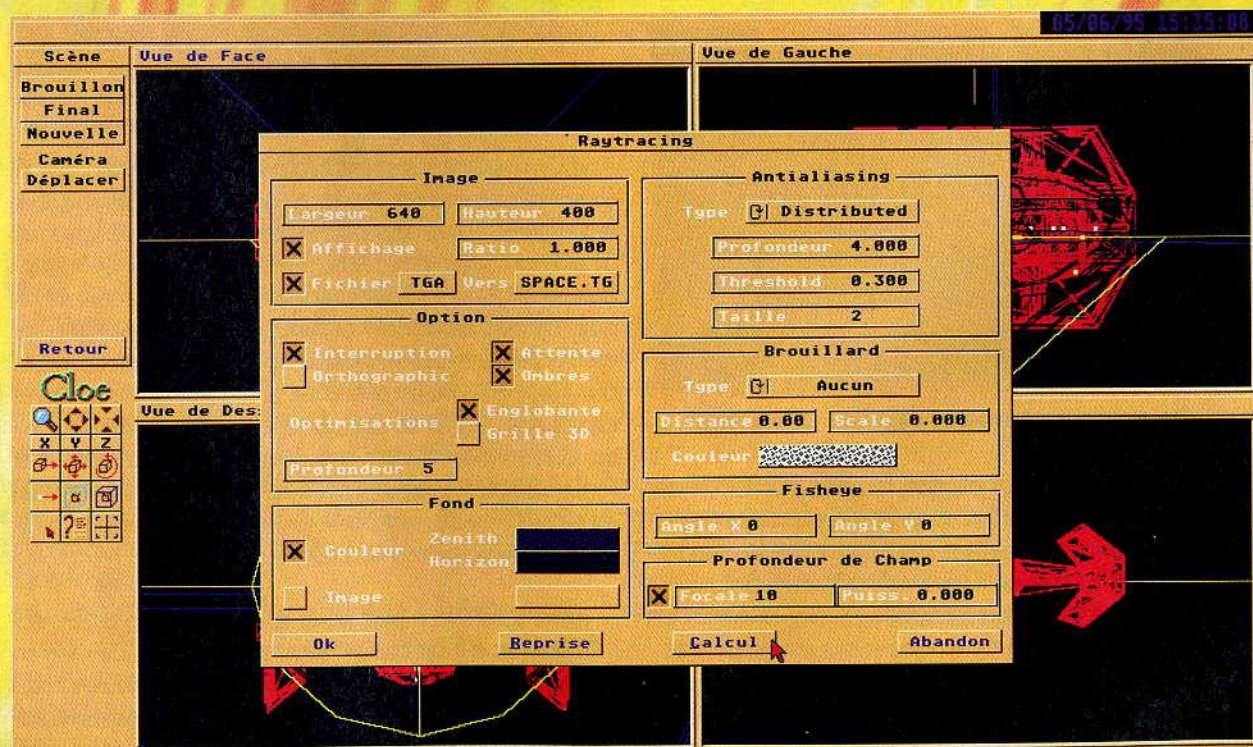 05/06/95 15:35:08
Scène
Vue de Face
Vue de Gauche
Brouillon
Final
Nouvelle
Caméra
Déplacer
Retour
Cloe
X Y Z
Vue de Des
Raytracing
Image
Largeur 640
Hauteur 400
Affichage
Ratio 1.000
Fichier TGA Vers SPACE.TG
Option
Interruption
Attente
Orthographic
Ombres
Optimisations
Englobante
Grille 3D
Profondeur 5
Fond
Couleur
Zenith
Horizon
Image
Antialiasing
Type Distributed
Profondeur 4.000
Threshold 0.300
Taille 2
Brouillard
Type Aucun
Distance 0.00
Scale 0.000
Couleur
Fisheye
Angle X 0
Angle Y 0
Profondeur de Champ
Focale 10
Puiss. 0.000
Ok
Reprise
Calcul
Abandon